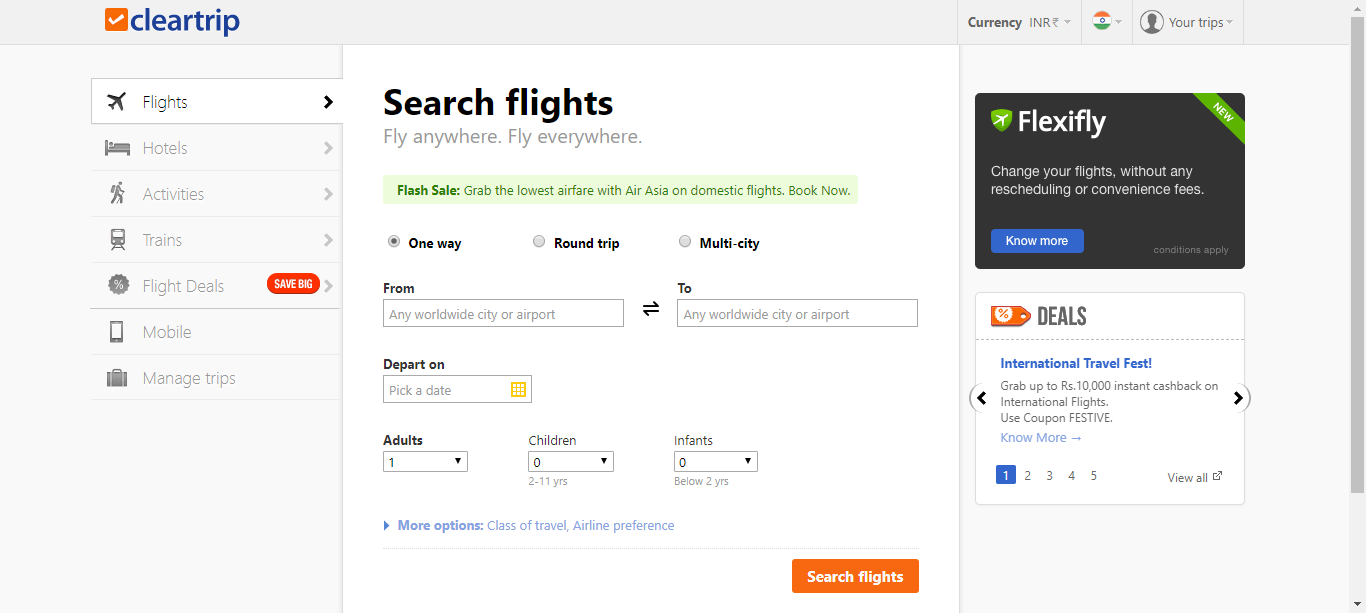 cleartrip
Currency INR₹
Your trips
Flights
Hotels
Activities
Trains
Flight Deals SAVE BIG
Mobile
Manage trips
Search flights
Fly anywhere. Fly everywhere.
Flash Sale: Grab the lowest airfare with Air Asia on domestic flights. Book Now.
One way Round trip Multi-city
From To
Any worldwide city or airport Any worldwide city or airport
Depart on
Pick a date
Adults Children Infants
1 0 0
2-11 yrs Below 2 yrs
More options: Class of travel, Airline preference
Search flights
Flexifly
NEW
Change your flights, without any
rescheduling or convenience fees.
Know more
conditions apply
% DEALS
International Travel Fest!
Grab up to Rs.10,000 instant cashback on
International Flights.
Use Coupon FESTIVE.
Know More →
1 2 3 4 5 View all